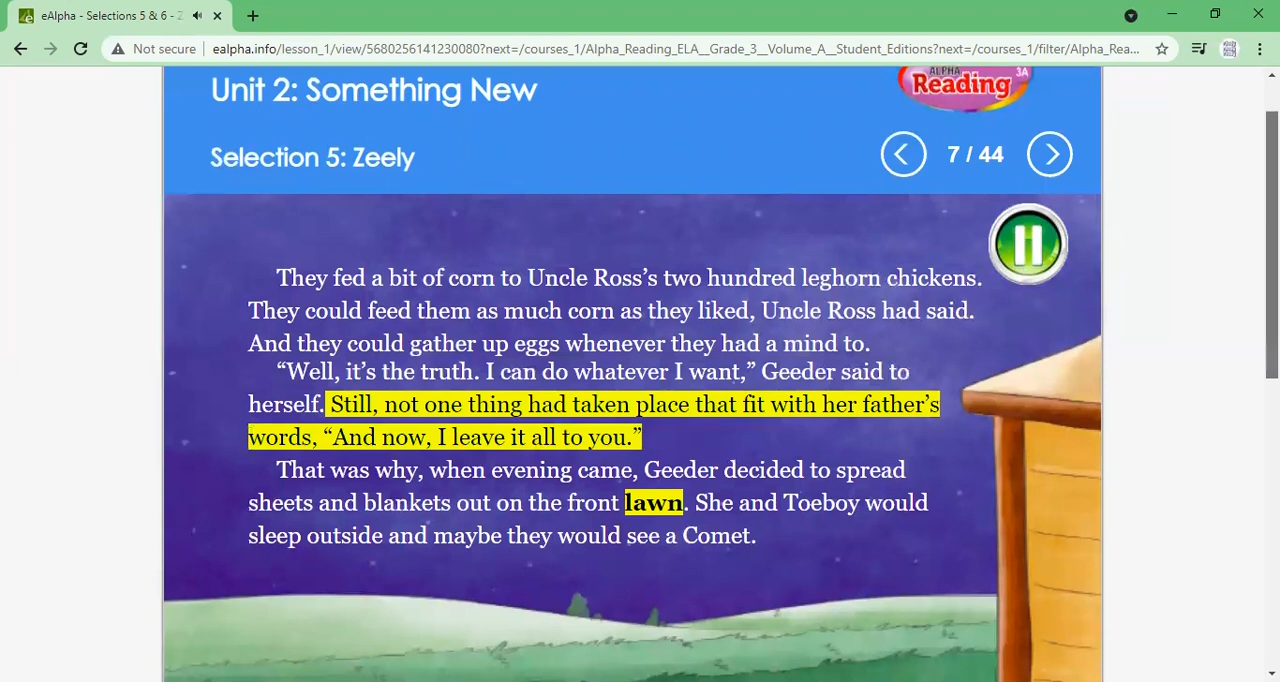 eAlpha - Selections 5 & 6 - Z
Not secure | ealpha.info/lesson_1/view/5680256141230080?next=/courses_1/Alpha_Reading_ELA__Grade_3__Volume_A__Student_Editions?next=/courses_1/filter/Alpha_Rea...
Unit 2: Something New
ALPHA 3A
Reading
Selection 5: Zeely
7 / 44
They fed a bit of corn to Uncle Ross’s two hundred leghorn chickens.
They could feed them as much corn as they liked, Uncle Ross had said.
And they could gather up eggs whenever they had a mind to.
“Well, it’s the truth. I can do whatever I want,” Geeder said to
herself. Still, not one thing had taken place that fit with her father’s
words, “And now, I leave it all to you.”
That was why, when evening came, Geeder decided to spread
sheets and blankets out on the front lawn. She and Toeboy would
sleep outside and maybe they would see a Comet.